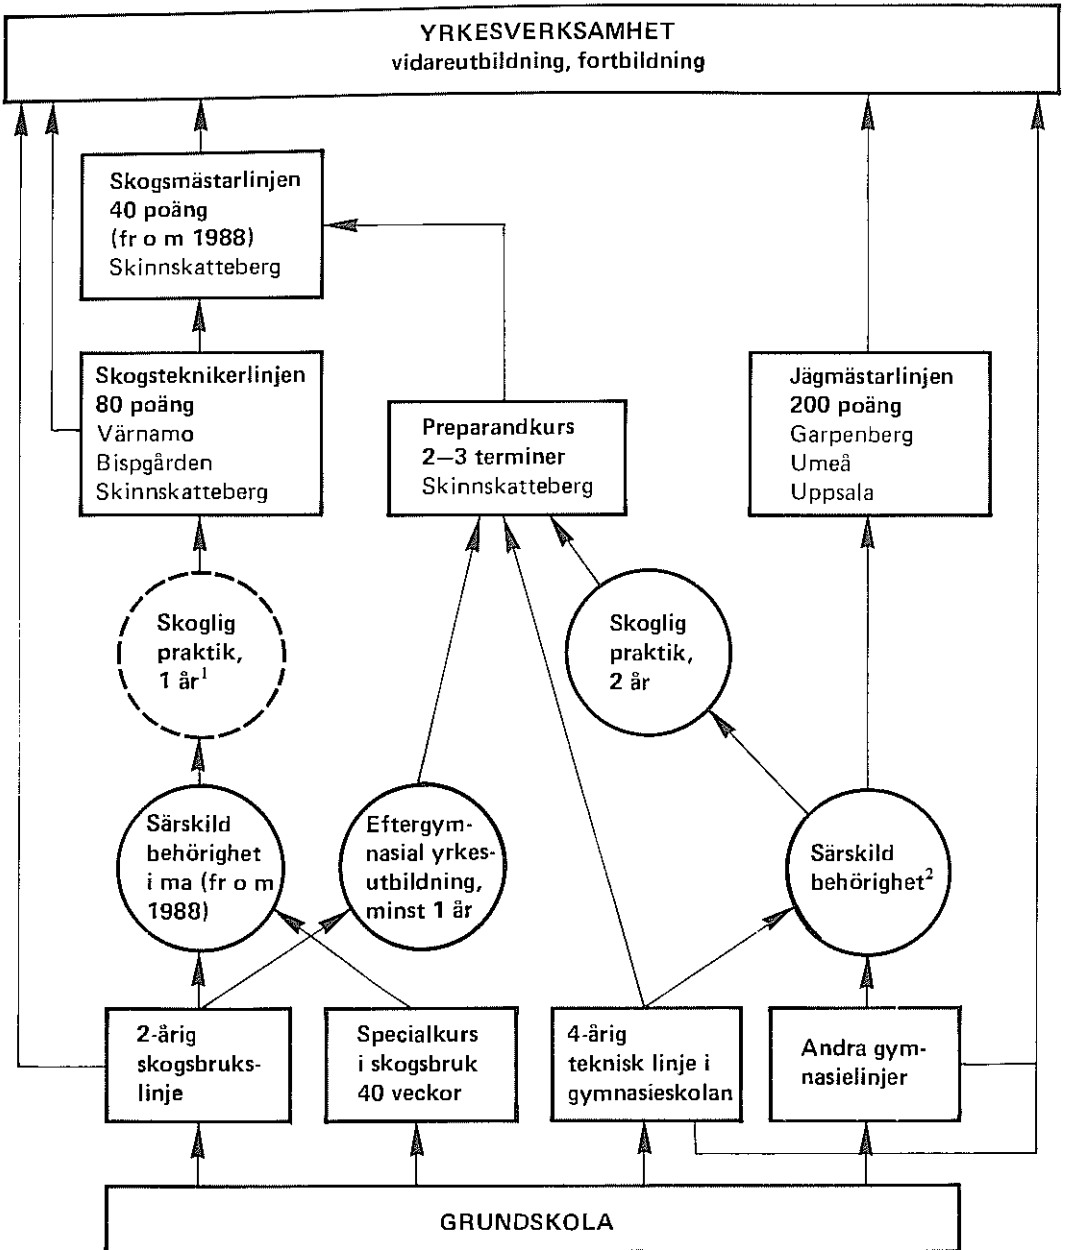 YRKESVERKSAMHET
vidareutbildning, fortbildning
Skogsmästarlinjen
40 poäng
(fr o m 1988)
Skinnskatteberg
Skogsteknikerlinjen
80 poäng
Värnamo
Bispgården
Skinnskatteberg
Preparandkurs
2–3 terminer
Skinnskatteberg
Jägmästarlinjen
200 poäng
Garpenberg
Umeå
Uppsala
Skoglig
praktik,
1 år¹
Skoglig
praktik,
2 år
Särskild
behörighet
i ma (fr o m
1988)
Eftergym-
nasial yrkes-
utbildning,
minst 1 år
Särskild
behörighet²
2-årig
skogsbruks-
linje
Specialkurs
i skogsbruk
40 veckor
4-årig
teknisk linje i
gymnasieskolan
Andra gym-
nasielinjer
GRUNDSKOLA